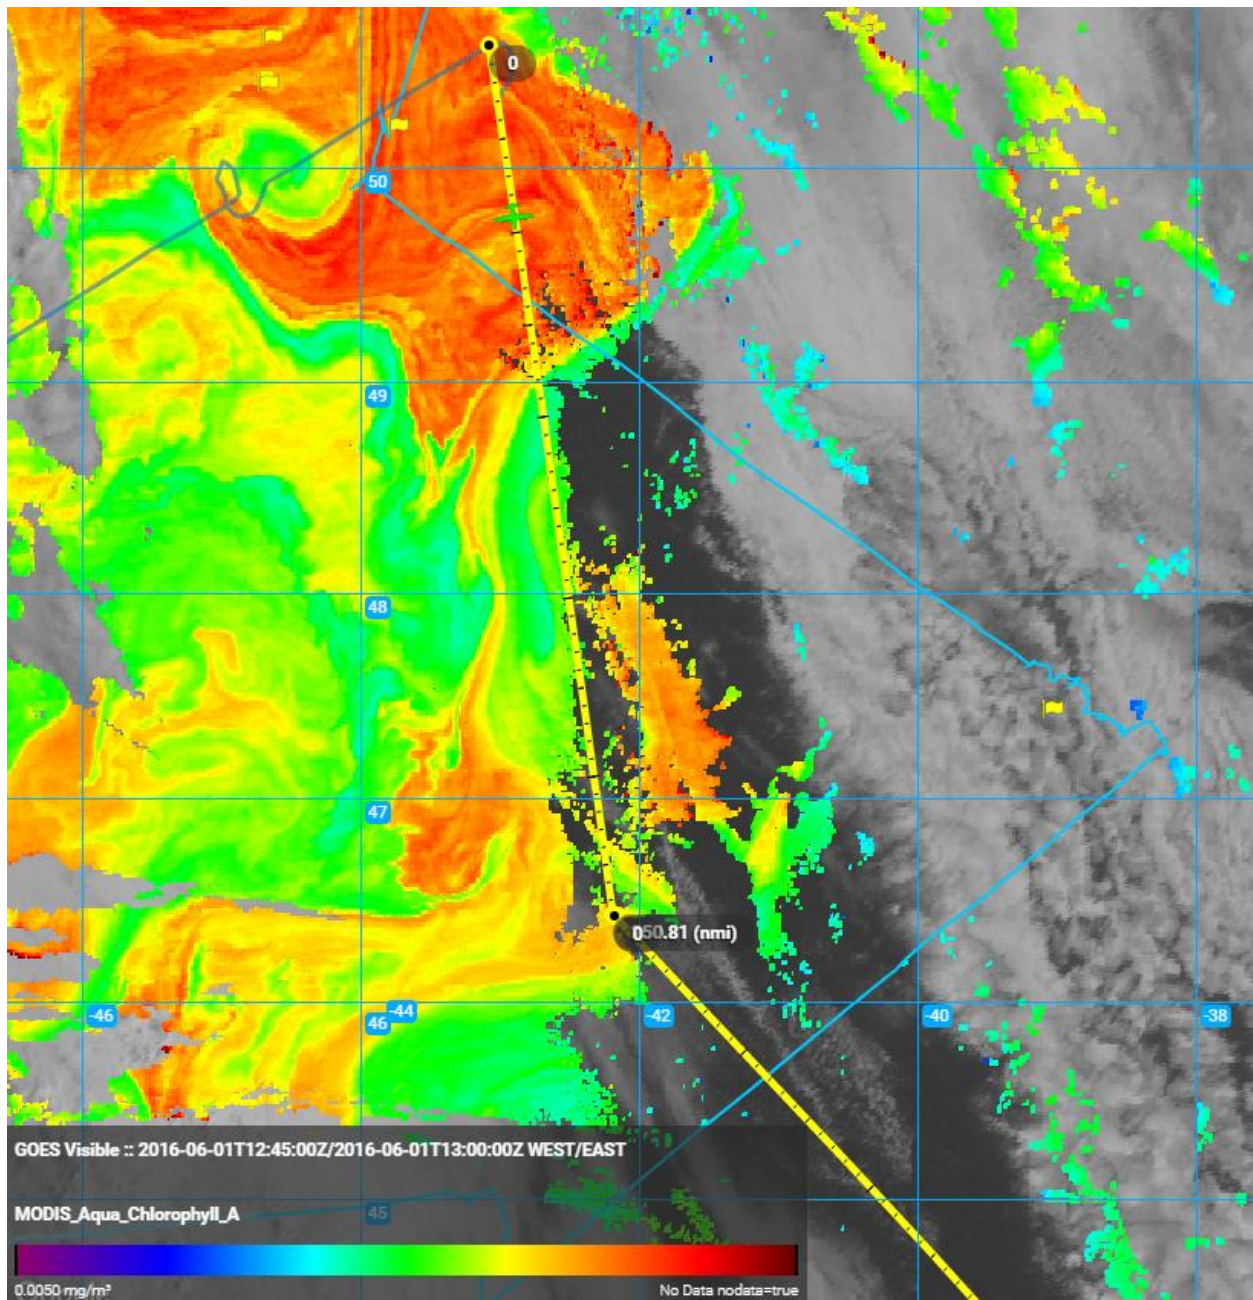 0
50
49
48
47
050.81 (nmi)
-46
46
-44
-42
-40
-38
GOES Visible :: 2016-06-01T12:45:00Z/2016-06-01T13:00:00Z WEST/EAST
MODIS_Aqua_Chlorophyll_A
45
0.0050 mg/m³
No Data nodata=true